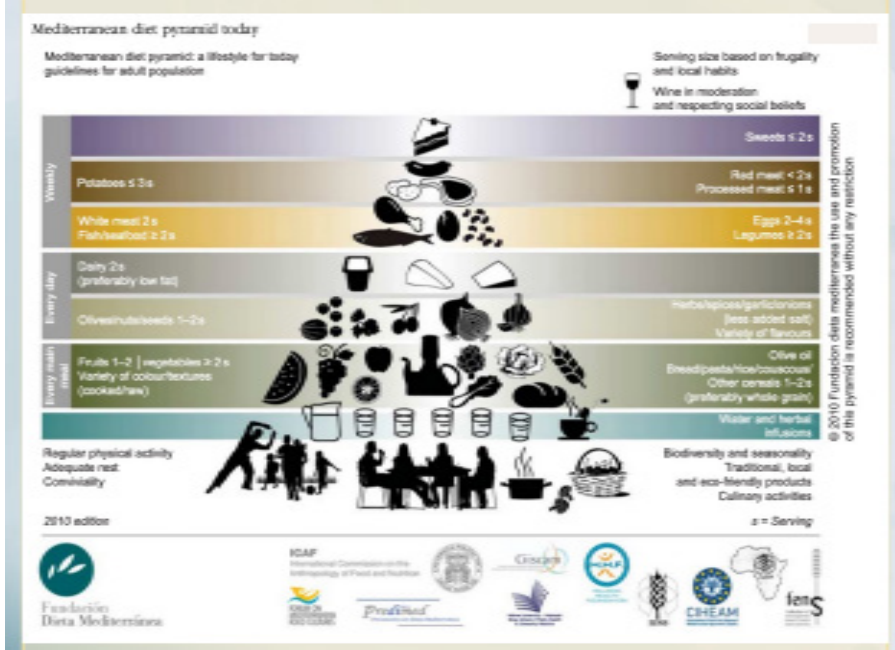 Mediterranean diet pyramid today
Mediterranean diet pyramid: a lifestyle for today
guidelines for adult population
Serving size based on frugality
and local habits
Wine in moderation
and respecting social beliefs
Weekly
Sweets ≤ 2s
Potatoes ≤ 3s
Red meat < 2s
Processed meat ≤ 1s
White meat 2s
Fish/seafood ≥ 2s
Eggs 2–4s
Legumes ≥ 2s
Every day
Dairy 2s
(preferably low fat)
Olives/nuts/seeds 1–2s
Herbs/spices/garlic/onions
(less added salt)
Variety of flavours
Every main
meal
Fruits 1–2 | vegetables ≥ 2s
Variety of colour/textures
(cooked/raw)
Olive oil
Bread/pasta/rice/couscous/
Other cereals 1–2s
(preferably whole grain)
Water and herbal
infusions
Regular physical activity
Adequate rest
Conviviality
Biodiversity and seasonality
Traditional, local
and eco-friendly products
Culinary activities
2010 edition
s = Serving
© 2010 Fundación dieta mediterranea the use and promotion
of this pyramid is recommended without any restriction
Fundación
Dieta Mediterránea
ICAF
International Commission on the
Anthropology of Food and Nutrition
Predimed
CIHEAM
fens